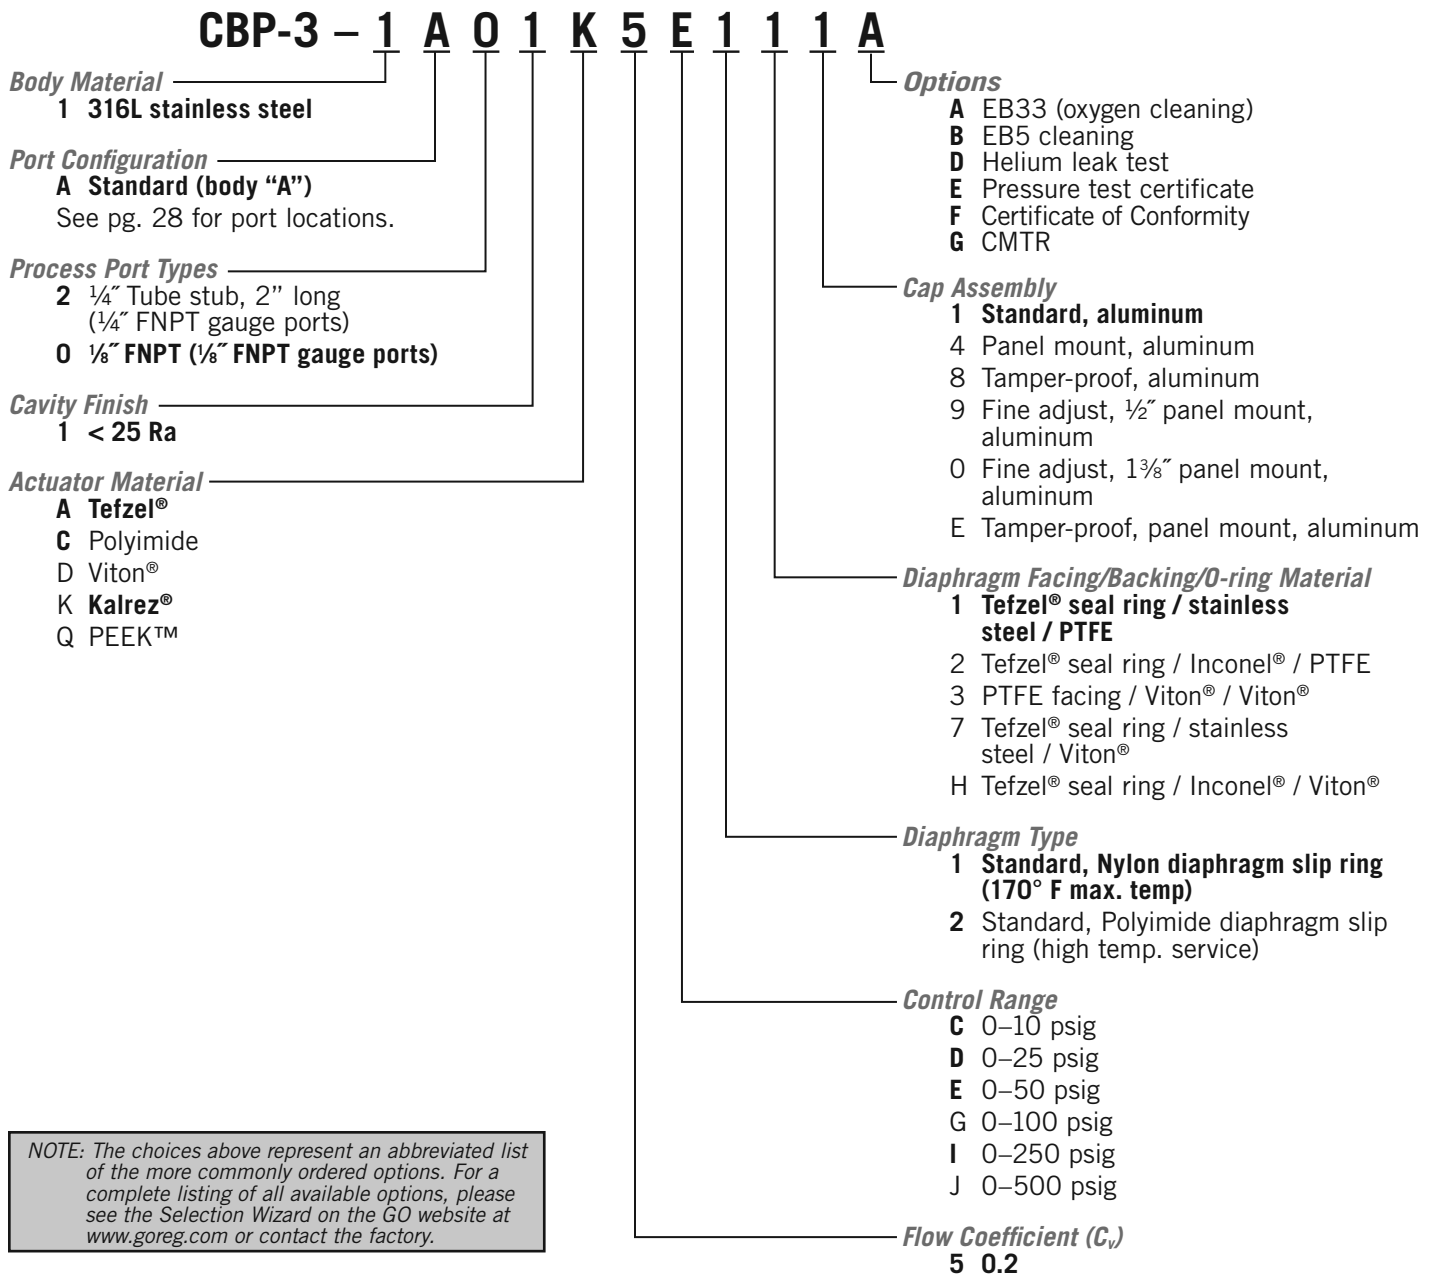 CBP-3 – 1 A 0 1 K 5 E 1 1 1 A
Body Material
1 316L stainless steel
Port Configuration
A Standard (body “A”)
See pg. 28 for port locations.
Process Port Types
2 ¼˝ Tube stub, 2” long
(¼˝ FNPT gauge ports)
0 ⅛˝ FNPT (⅛˝ FNPT gauge ports)
Cavity Finish
1 < 25 Ra
Actuator Material
A Tefzel®
C Polyimide
D Viton®
K Kalrez®
Q PEEK™
NOTE: The choices above represent an abbreviated list
of the more commonly ordered options. For a
complete listing of all available options, please
see the Selection Wizard on the GO website at
www.goreg.com or contact the factory.
Options
A EB33 (oxygen cleaning)
B EB5 cleaning
D Helium leak test
E Pressure test certificate
F Certificate of Conformity
G CMTR
Cap Assembly
1 Standard, aluminum
4 Panel mount, aluminum
8 Tamper-proof, aluminum
9 Fine adjust, ½˝ panel mount,
aluminum
0 Fine adjust, 1⅜˝ panel mount,
aluminum
E Tamper-proof, panel mount, aluminum
Diaphragm Facing/Backing/O-ring Material
1 Tefzel® seal ring / stainless
steel / PTFE
2 Tefzel® seal ring / Inconel® / PTFE
3 PTFE facing / Viton® / Viton®
7 Tefzel® seal ring / stainless
steel / Viton®
H Tefzel® seal ring / Inconel® / Viton®
Diaphragm Type
1 Standard, Nylon diaphragm slip ring
(170° F max. temp)
2 Standard, Polyimide diaphragm slip
ring (high temp. service)
Control Range
C 0–10 psig
D 0–25 psig
E 0–50 psig
G 0–100 psig
I 0–250 psig
J 0–500 psig
Flow Coefficient (Cᵥ)
5 0.2